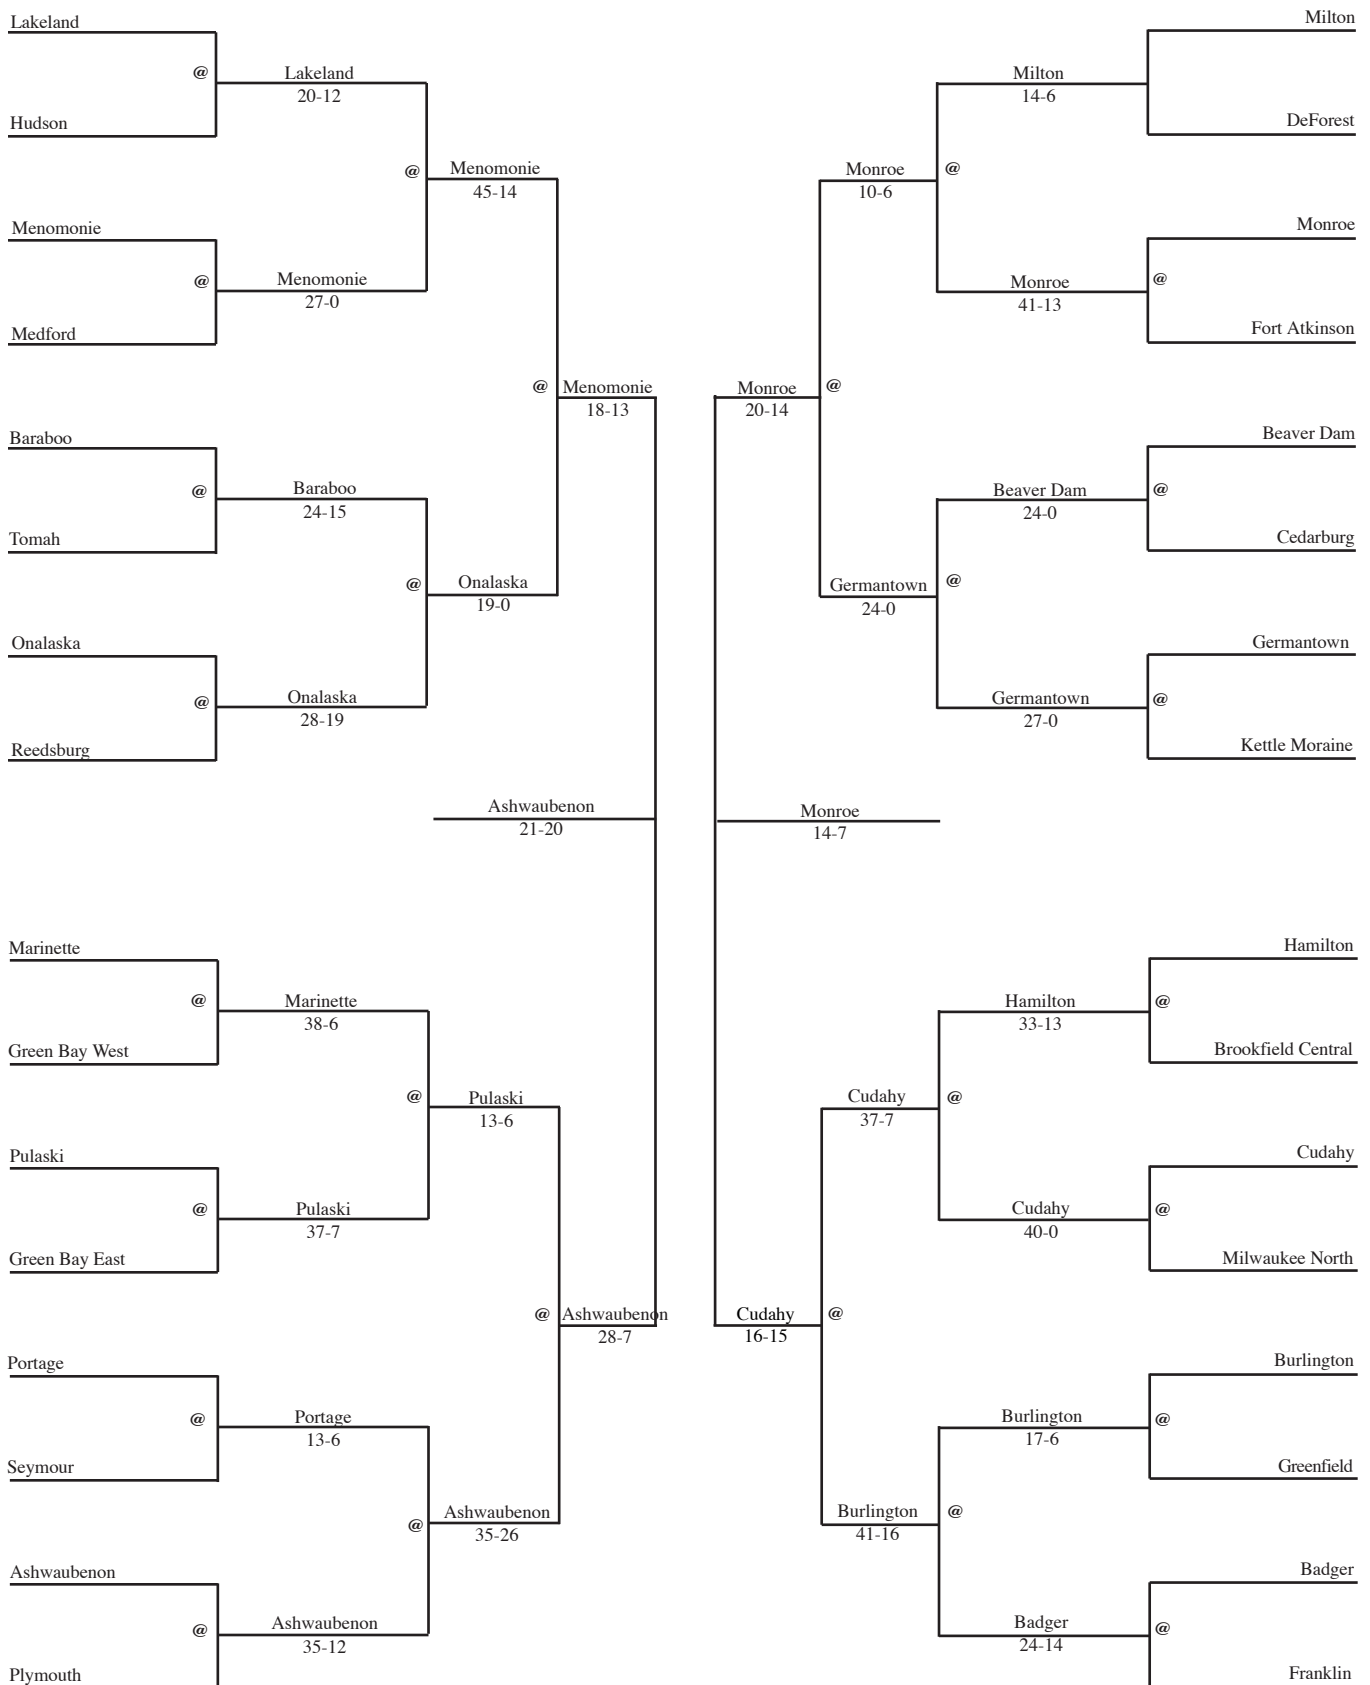 Lakeland
@
Lakeland
20-12
Hudson
@
Menomonie
45-14
Menomonie
@
Menomonie
27-0
Medford
@
Menomonie
18-13
Baraboo
@
Baraboo
24-15
Tomah
@
Onalaska
19-0
Onalaska
@
Onalaska
28-19
Reedsburg
Ashwaubenon
21-20
Marinette
@
Marinette
38-6
Green Bay West
@
Pulaski
13-6
Pulaski
@
Pulaski
37-7
Green Bay East
@
Ashwaubenon
28-7
Portage
@
Portage
13-6
Seymour
@
Ashwaubenon
35-26
Ashwaubenon
@
Ashwaubenon
35-12
Plymouth
Milton
Milton
14-6
DeForest
Monroe
10-6
@
Monroe
Monroe
41-13
@
Fort Atkinson
Monroe
20-14
@
Beaver Dam
Beaver Dam
24-0
@
Cedarburg
Germantown
24-0
@
Germantown
Germantown
27-0
@
Kettle Moraine
Monroe
14-7
Hamilton
Hamilton
33-13
@
Brookfield Central
Cudahy
37-7
@
Cudahy
Cudahy
40-0
@
Milwaukee North
Cudahy
16-15
@
Burlington
Burlington
17-6
@
Greenfield
Burlington
41-16
@
Badger
Badger
24-14
@
Franklin